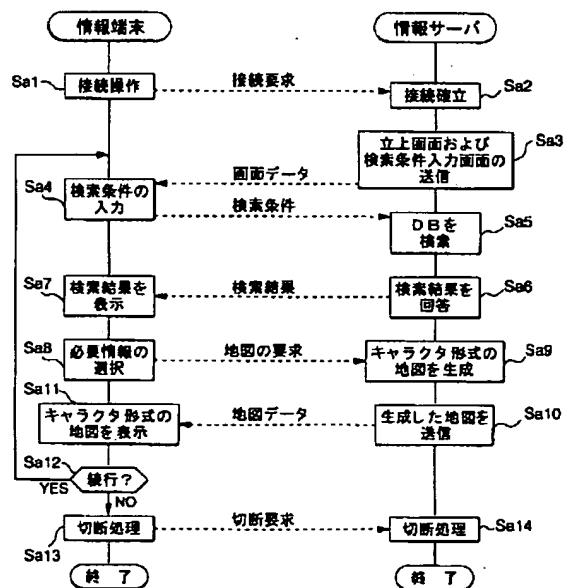 情報端末
情報サーバ
Sa1
接続操作
接続要求
接続確立
Sa2
立上画面および
検索条件入力画面の
送信
Sa3
画面データ
Sa4
検索条件の
入力
検索条件
DBを
検索
Sa5
Sa7
検索結果を
表示
検索結果
検索結果を
回答
Sa6
Sa8
必要情報の
選択
地図の要求
キャラクタ形式の
地図を生成
Sa9
Sa11
キャラクタ形式の
地図を表示
地図データ
生成した地図を
送信
Sa10
Sa12
続行?
YES
NO
Sa13
切断処理
切断要求
切断処理
Sa14
終了
終了